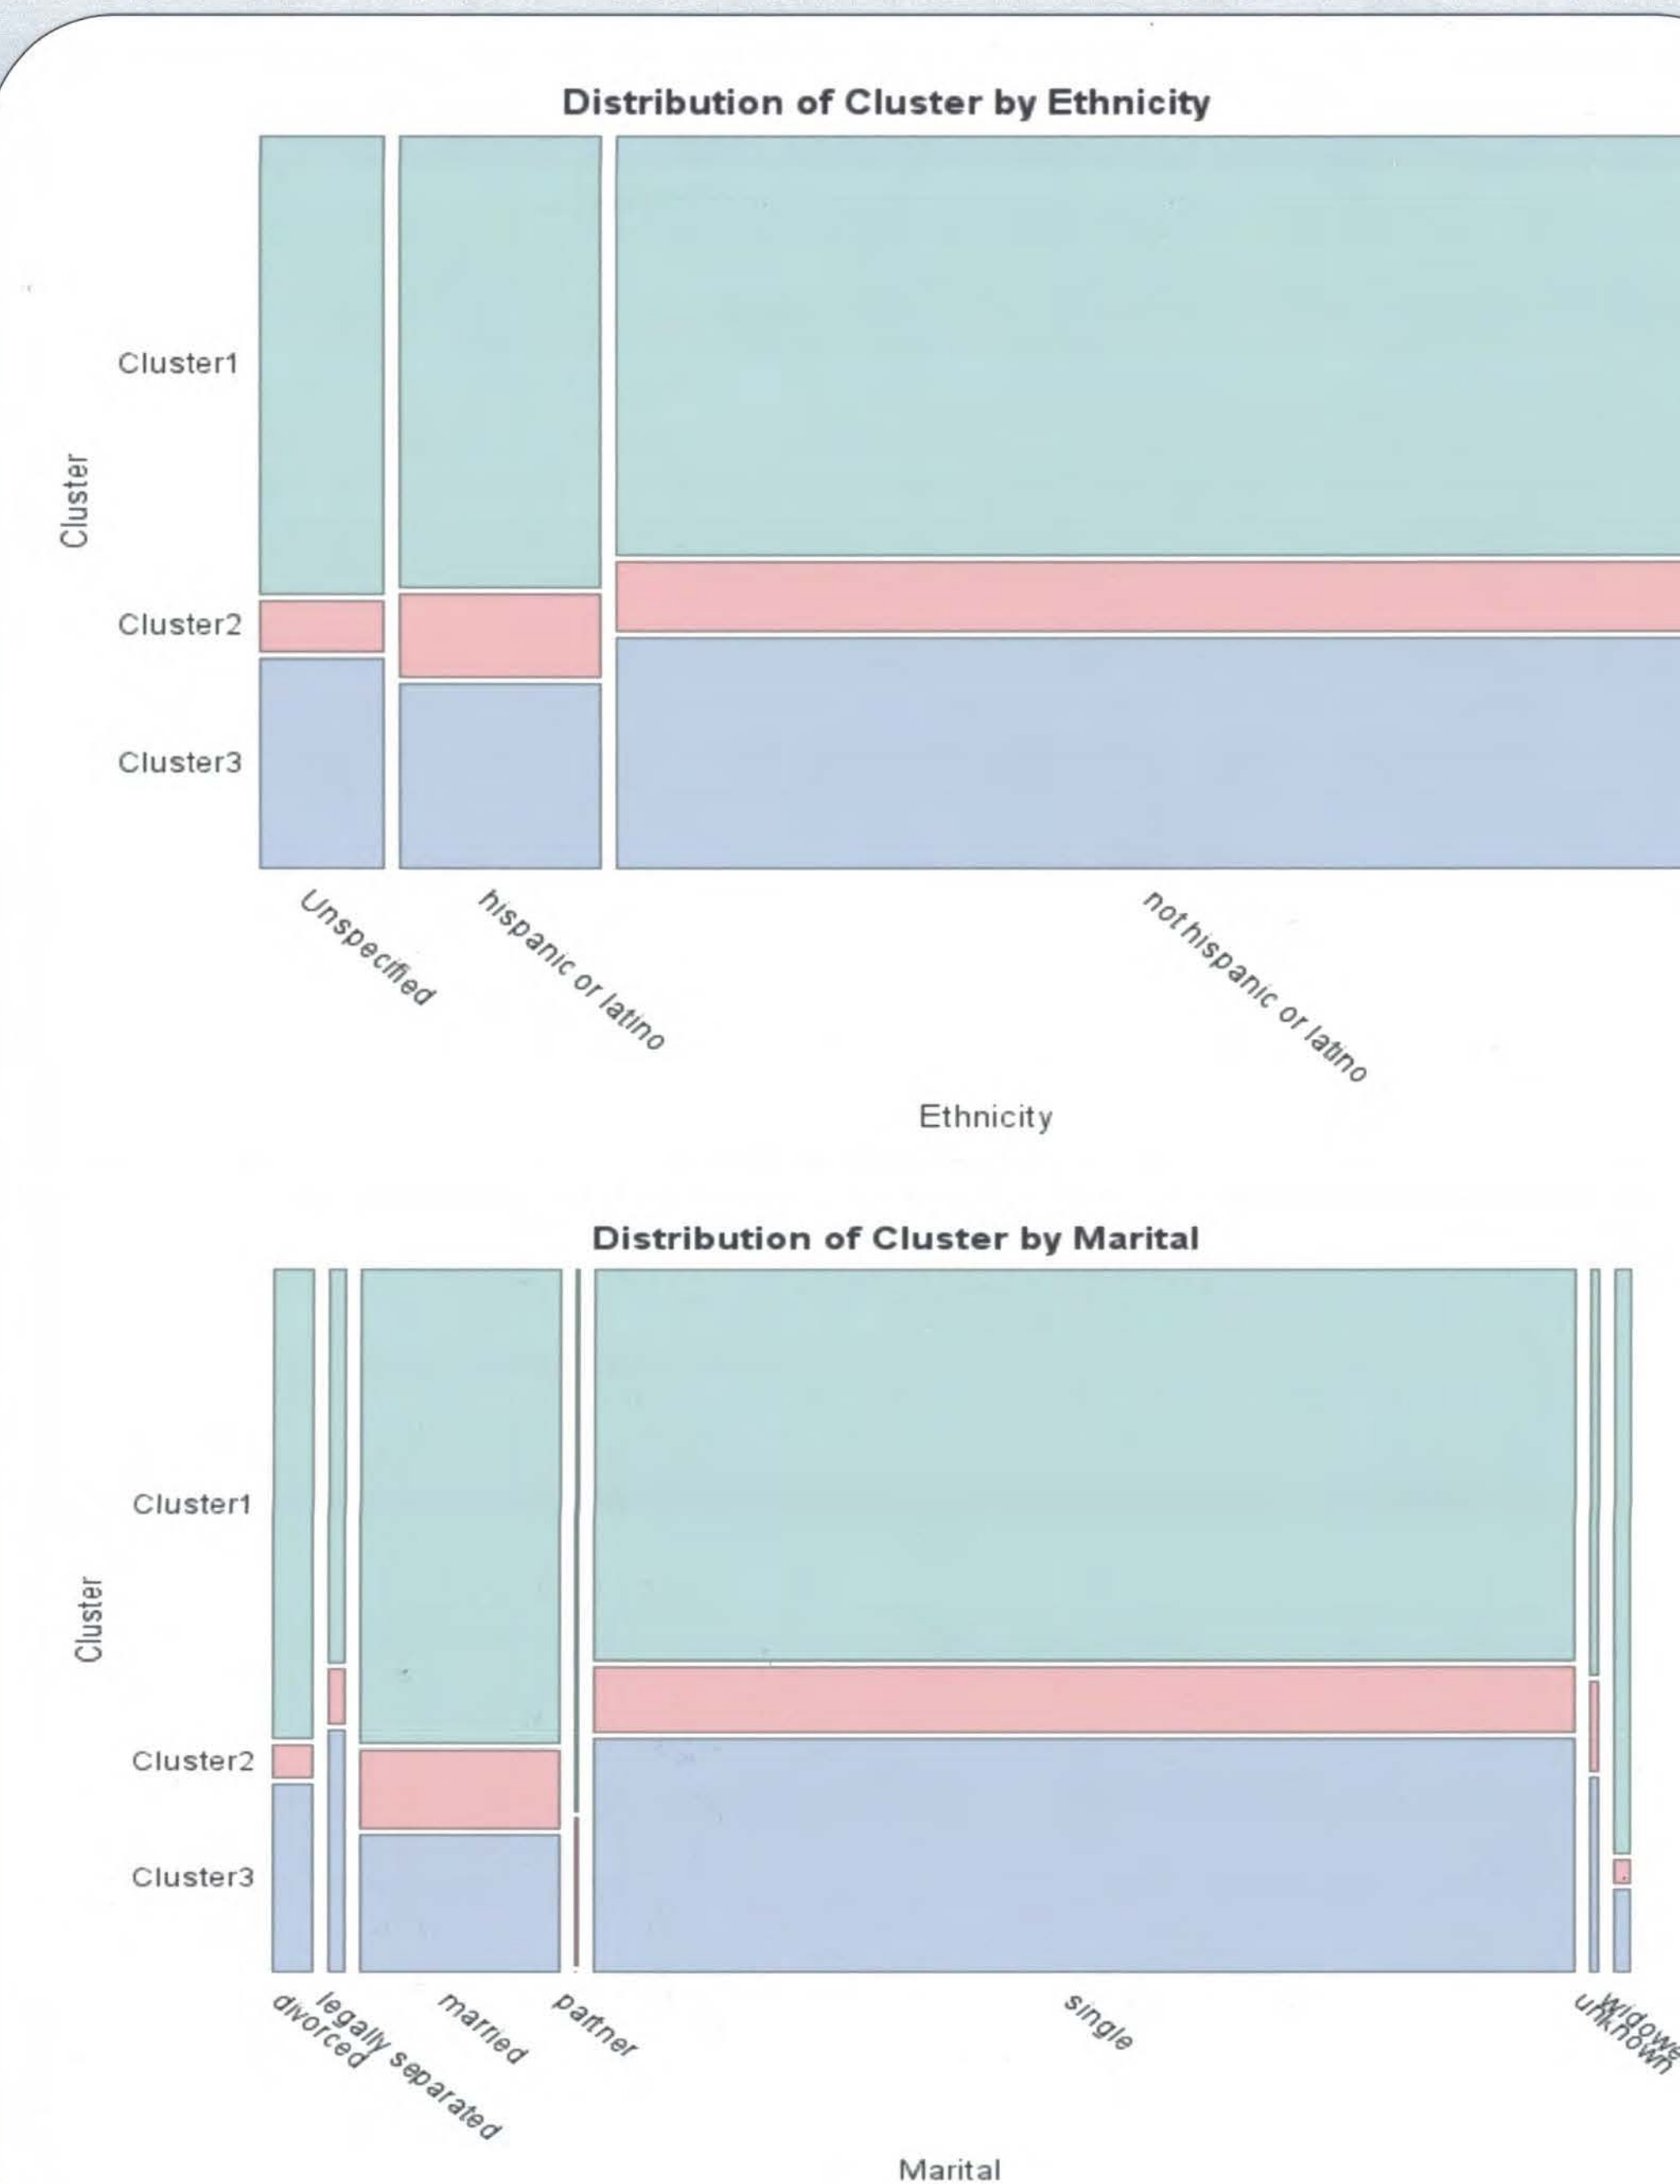 Distribution of Cluster by Ethnicity
Cluster1
Cluster
Cluster2
Cluster3
Unspecified
hispanic or latino
not hispanic or latino
Ethnicity
Distribution of Cluster by Marital
Cluster1
Cluster
Cluster2
Cluster3
divorced
legally separated
married
partner
single
unknown
Widowe
Marital